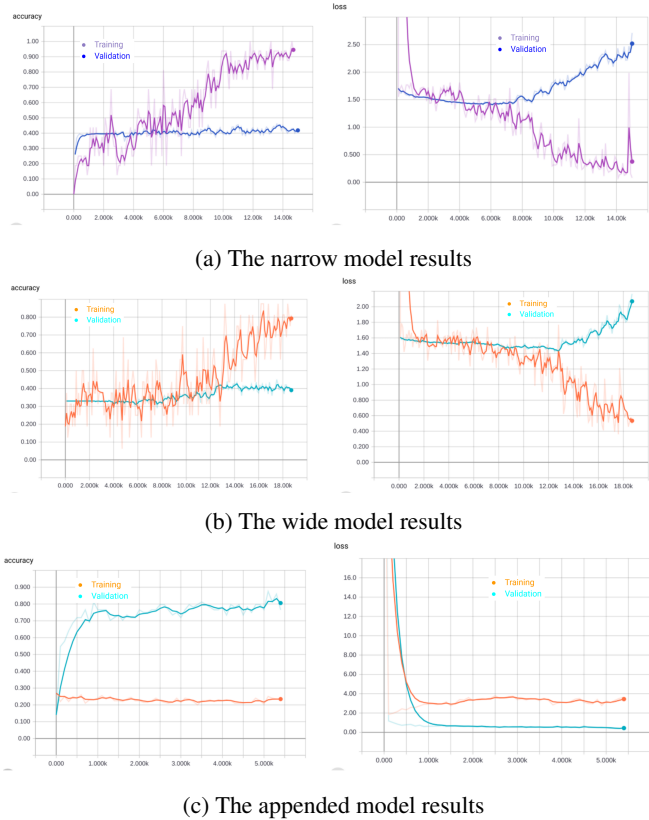 accuracy
Training
Validation
1.00
0.900
0.800
0.700
0.600
0.500
0.400
0.300
0.200
0.100
0.00
0.000 2.000k 4.000k 6.000k 8.000k 10.00k 12.00k 14.00k
loss
Training
Validation
2.50
2.00
1.50
1.00
0.500
0.00
0.000 2.000k 4.000k 6.000k 8.000k 10.00k 12.00k 14.00k
(a) The narrow model results
accuracy
Training
Validation
0.800
0.700
0.600
0.500
0.400
0.300
0.200
0.100
0.000
0.000 2.000k 4.000k 6.000k 8.000k 10.00k 12.00k 14.00k 16.00k 18.00k
loss
Training
Validation
2.00
1.80
1.60
1.40
1.20
1.00
0.800
0.600
0.400
0.200
0.00
0.000 2.000k 4.000k 6.000k 8.000k 10.00k 12.00k 14.00k 16.00k 18.00k
(b) The wide model results
accuracy
Training
Validation
0.900
0.800
0.700
0.600
0.500
0.400
0.300
0.200
0.100
0.000
0.000 1.000k 2.000k 3.000k 4.000k 5.000k
loss
Training
Validation
16.0
14.0
12.0
10.0
8.00
6.00
4.00
2.00
0.00
0.000 1.000k 2.000k 3.000k 4.000k 5.000k
(c) The appended model results